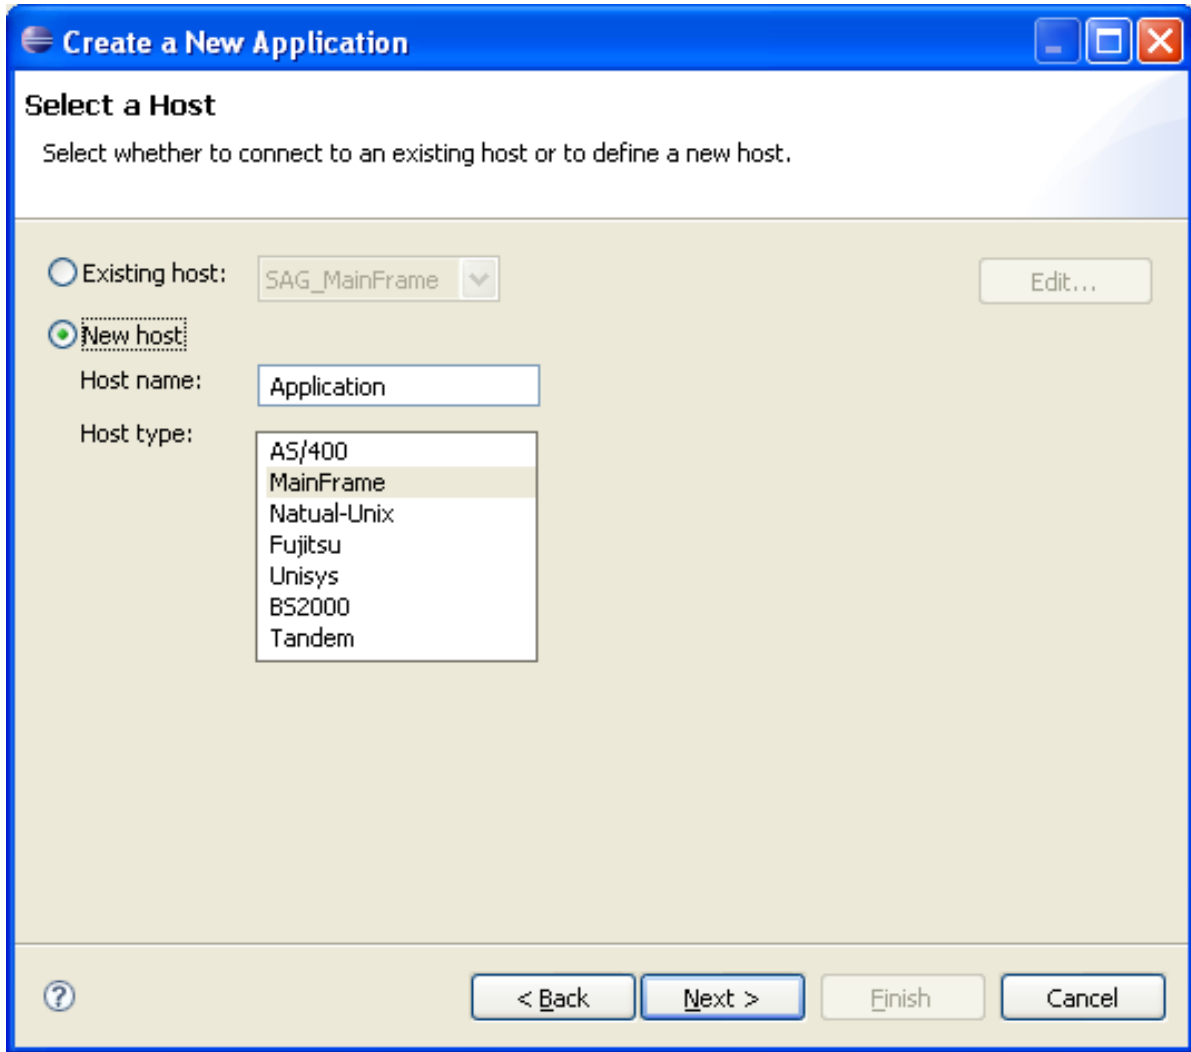 Create a New Application
Select a Host
Select whether to connect to an existing host or to define a new host.
Existing host: SAG_MainFrame Edit...
New host
Host name: Application
Host type:
AS/400
MainFrame
Natual-Unix
Fujitsu
Unisys
BS2000
Tandem
? < Back Next > Finish Cancel